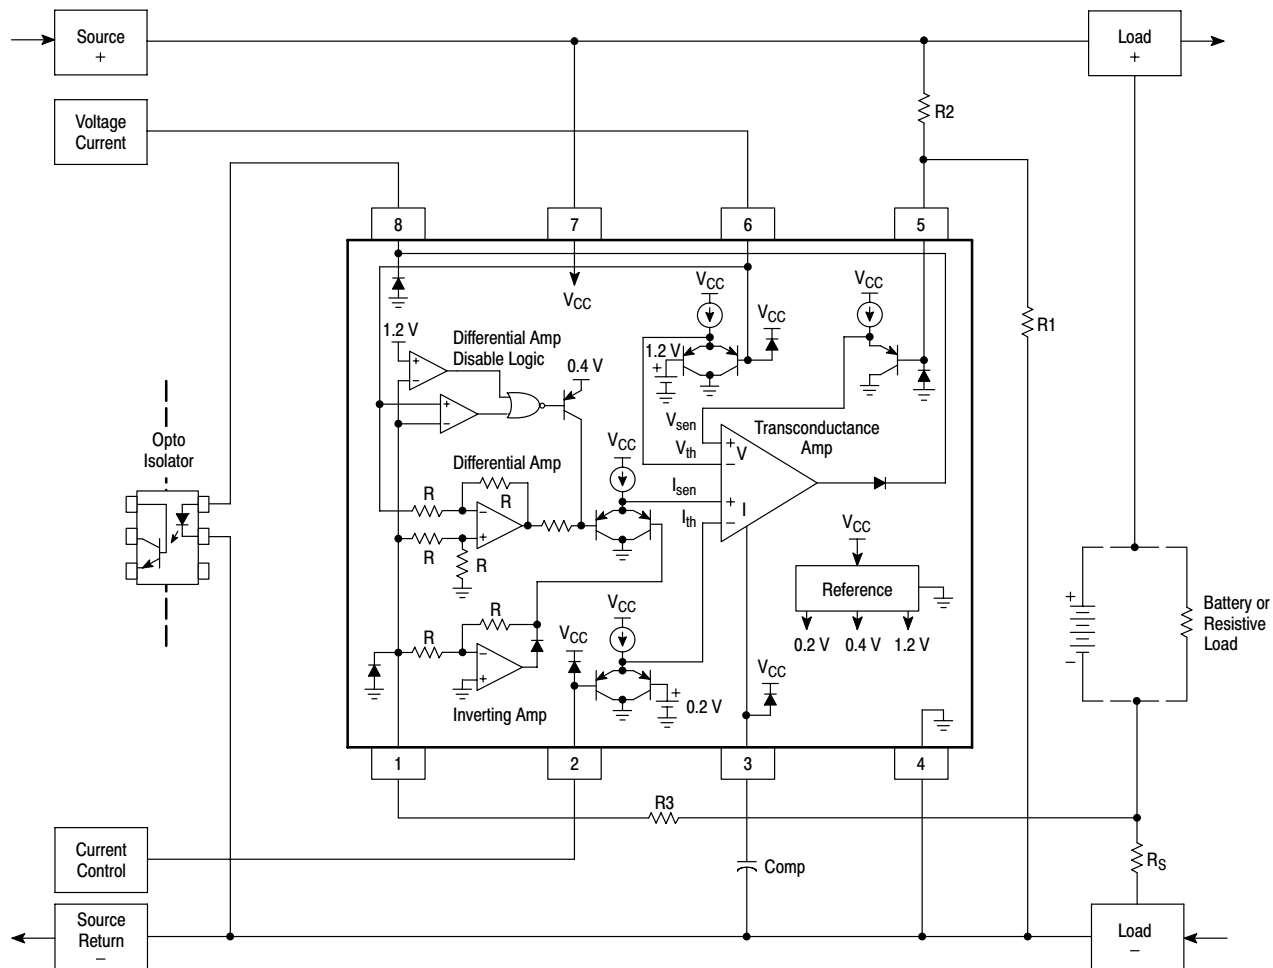 Source
+
Load
+
R2
Voltage
Current
8
7
6
5
VCC
VCC
VCC
VCC
R1
1.2 V
Differential Amp
Disable Logic
0.4 V
1.2 V
+
+
−
+
−
Vsen
Vth
Transconductance
Amp
+
V
−
Opto
Isolator
Differential Amp
VCC
Isen
Ith
+
I
−
R
R
−
+
R
R
VCC
Reference
0.2 V
0.4 V
1.2 V
+
−
Battery or
Resistive
Load
R
R
−
+
VCC
VCC
VCC
+
0.2 V
Inverting Amp
1
2
3
4
R3
Current
Control
Comp
RS
Source
Return
−
Load
−